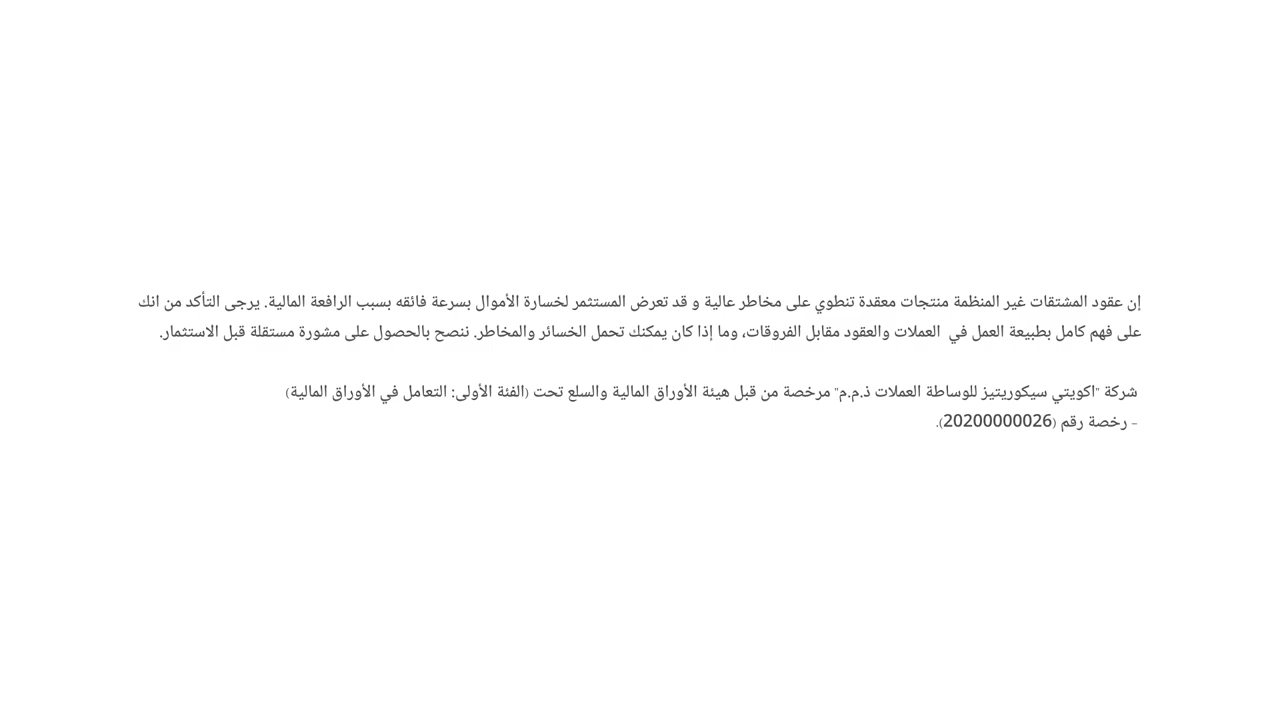 إن عقود المشتقات غير المنظمة منتجات معقدة تنطوي على مخاطر عالية و قد تعرض المستثمر لخسارة الأموال بسرعة فائقه بسبب الرافعة المالية. يرجى التأكد من انك
على فهم كامل بطبيعة العمل في العملات والعقود مقابل الفروقات، وما إذا كان يمكنك تحمل الخسائر والمخاطر. ننصح بالحصول على مشورة مستقلة قبل الاستثمار.
شركة "اكويتي سيكوريتيز للوساطة العملات ذ.م.م" مرخصة من قبل هيئة الأوراق المالية والسلع تحت (الفئة الأولى: التعامل في الأوراق المالية)
– رخصة رقم (20200000026).